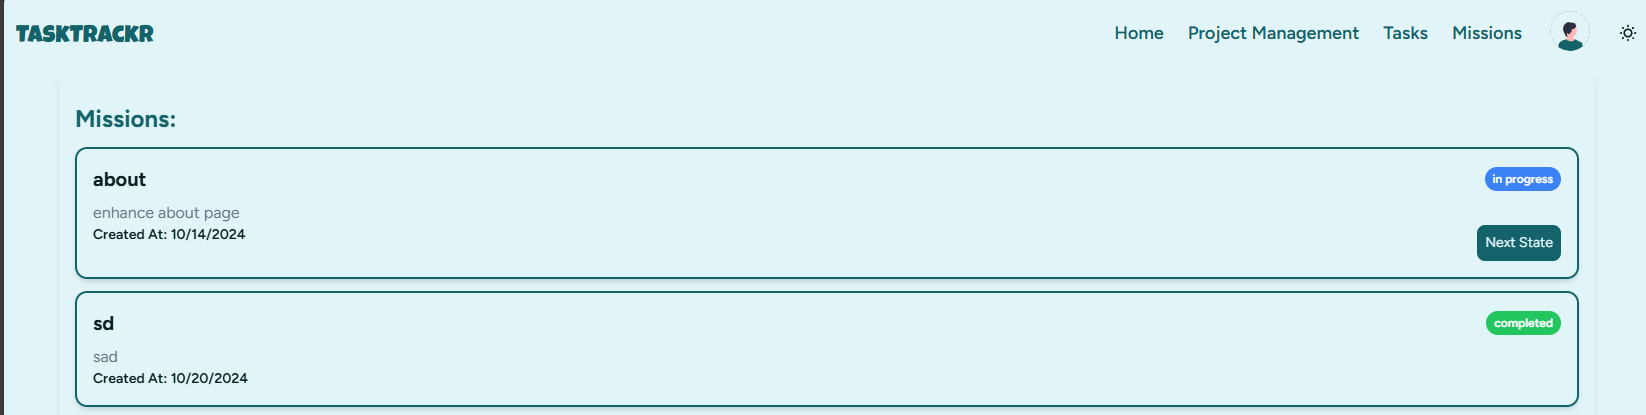 TASKTRACKR
Home Project Management Tasks Missions
Missions:
about
in progress
enhance about page
Created At: 10/14/2024
Next State
sd
completed
sad
Created At: 10/20/2024